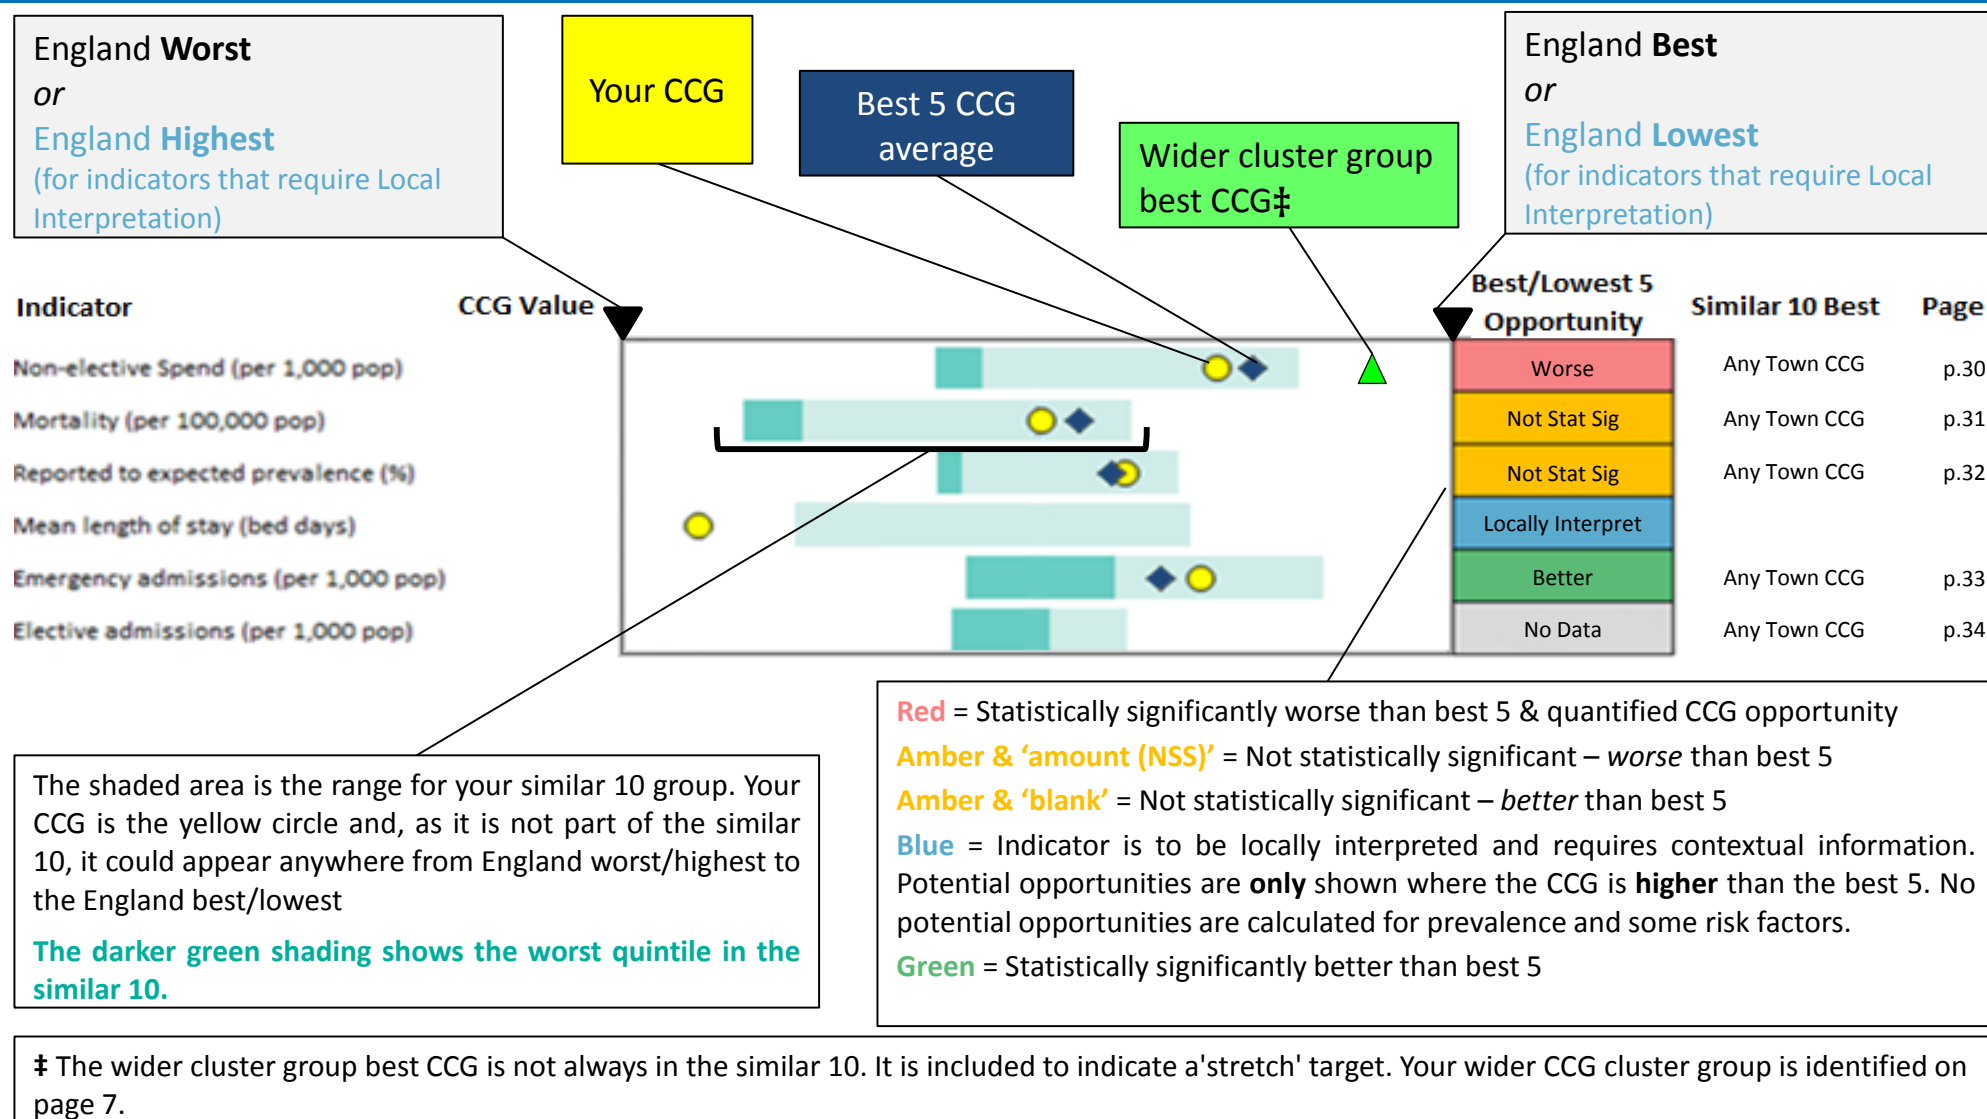 England Worst
or
England Highest
(for indicators that require Local
Interpretation)
Your CCG
Best 5 CCG
average
Wider cluster group
best CCG‡
England Best
or
England Lowest
(for indicators that require Local
Interpretation)
Indicator CCG Value Best/Lowest 5 Opportunity Similar 10 Best Page
Non-elective Spend (per 1,000 pop) Worse Any Town CCG p.30
Mortality (per 100,000 pop) Not Stat Sig Any Town CCG p.31
Reported to expected prevalence (%) Not Stat Sig Any Town CCG p.32
Mean length of stay (bed days) Locally Interpret
Emergency admissions (per 1,000 pop) Better Any Town CCG p.33
Elective admissions (per 1,000 pop) No Data Any Town CCG p.34
The shaded area is the range for your similar 10 group. Your
CCG is the yellow circle and, as it is not part of the similar
10, it could appear anywhere from England worst/highest to
the England best/lowest
The darker green shading shows the worst quintile in the
similar 10.
Red = Statistically significantly worse than best 5 & quantified CCG opportunity
Amber & ‘amount (NSS)’ = Not statistically significant – worse than best 5
Amber & ‘blank’ = Not statistically significant – better than best 5
Blue = Indicator is to be locally interpreted and requires contextual information.
Potential opportunities are only shown where the CCG is higher than the best 5. No
potential opportunities are calculated for prevalence and some risk factors.
Green = Statistically significantly better than best 5
‡ The wider cluster group best CCG is not always in the similar 10. It is included to indicate a'stretch' target. Your wider CCG cluster group is identified on
page 7.